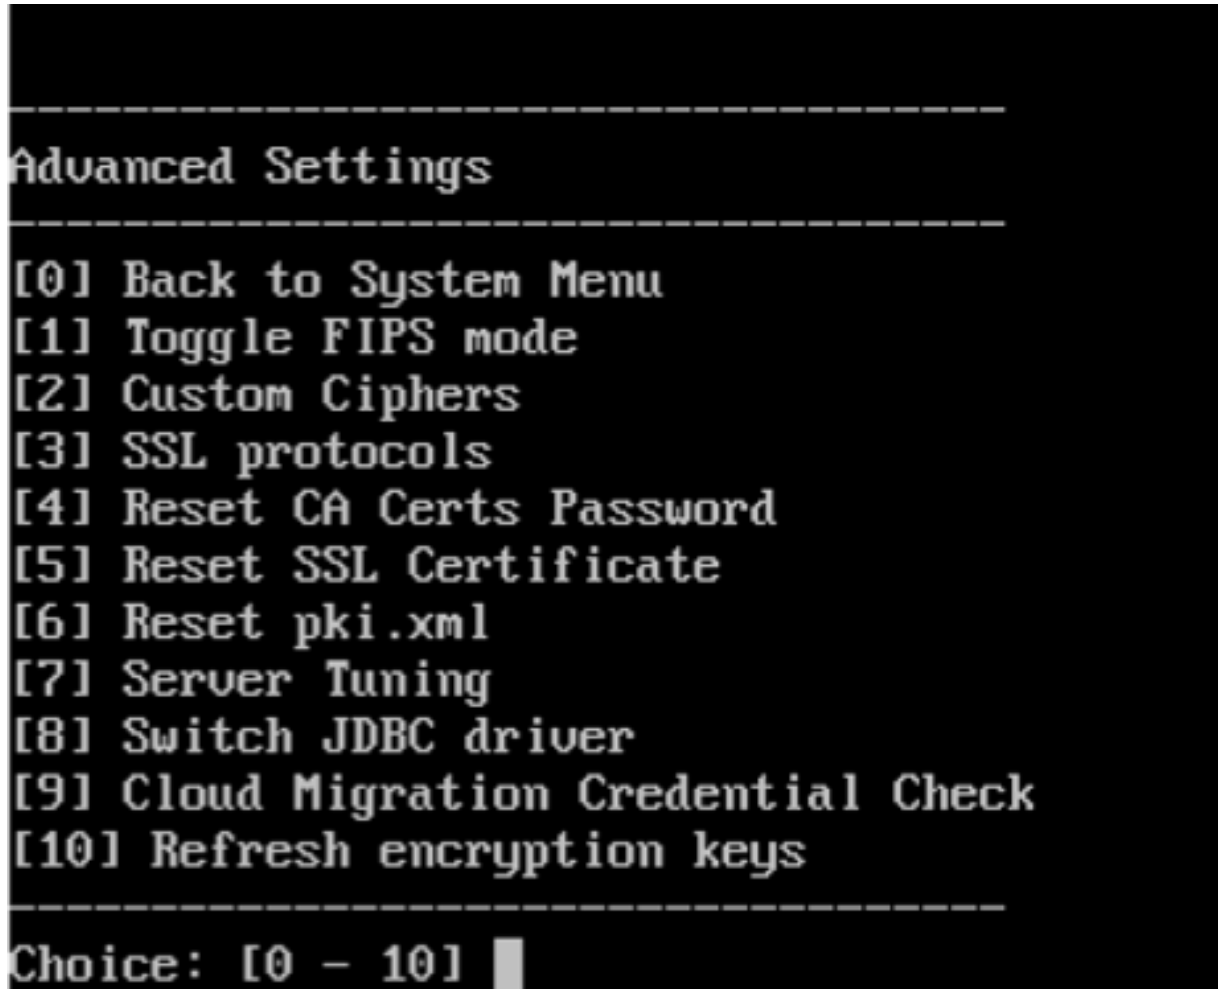 -----------------------------------
Advanced Settings
-----------------------------------
[0] Back to System Menu
[1] Toggle FIPS mode
[2] Custom Ciphers
[3] SSL protocols
[4] Reset CA Certs Password
[5] Reset SSL Certificate
[6] Reset pki.xml
[7] Server Tuning
[8] Switch JDBC driver
[9] Cloud Migration Credential Check
[10] Refresh encryption keys
-----------------------------------
Choice: [0 - 10]